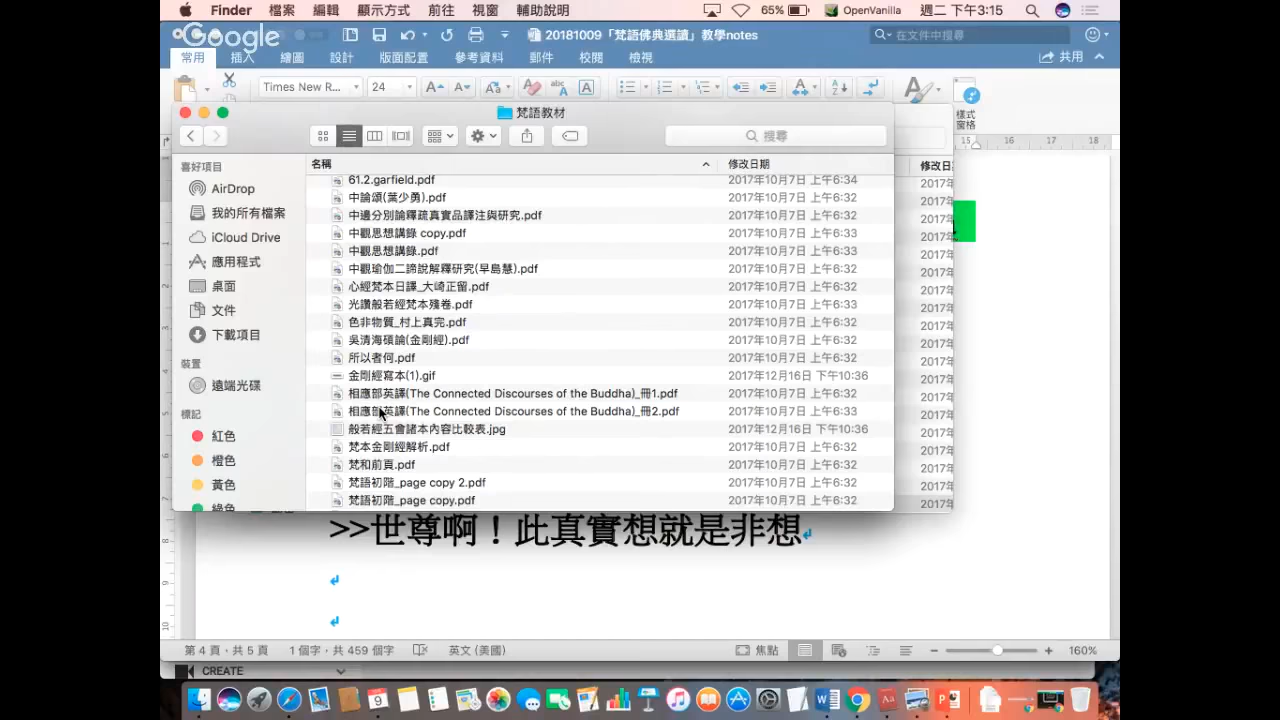 Finder 檔案 編輯 顯示方式 前往 視窗 輔助說明 65% OpenVanilla 週二 下午3:15
Google
20181009「梵語佛典選讀」教學notes
在文件中搜尋
常用 插入 繪圖 設計 版面配置 參考資料 郵件 校閱 檢視 共用
Times New R... 24
樣式
窗格
梵語教材
搜尋
15 16 17 18
喜好項目
AirDrop
我的所有檔案
iCloud Drive
應用程式
桌面
文件
下載項目
裝置
遠端光碟
標記
紅色
橙色
黃色
綠色
名稱 修改日期
61.2.garfield.pdf 2017年10月7日 上午6:34
中論頌(葉少勇).pdf 2017年10月7日 上午6:32
中邊分別論釋疏真實品譯注與研究.pdf 2017年10月7日 上午6:32
中觀思想講錄 copy.pdf 2017年10月7日 上午6:33
中觀思想講錄.pdf 2017年10月7日 上午6:33
中觀瑜伽二諦說解釋研究(早島慧).pdf 2017年10月7日 上午6:32
心經梵本日譯_大崎正留.pdf 2017年10月7日 上午6:32
光讚般若經梵本殘卷.pdf 2017年10月7日 上午6:33
色非物質_村上真完.pdf 2017年10月7日 上午6:32
吳清海碩論(金剛經).pdf 2017年10月7日 上午6:32
所以者何.pdf 2017年10月7日 上午6:32
金剛經寫本(1).gif 2017年12月16日 下午10:36
相應部英譯(The Connected Discourses of the Buddha)_冊1.pdf 2017年10月7日 上午6:32
相應部英譯(The Connected Discourses of the Buddha)_冊2.pdf 2017年10月7日 上午6:33
般若經五會諸本內容比較表.jpg 2017年12月16日 下午10:36
梵本金剛經解析.pdf 2017年10月7日 上午6:32
梵和前頁.pdf 2017年10月7日 上午6:32
梵語初階_page copy 2.pdf 2017年10月7日 上午6:32
梵語初階_page copy.pdf 2017年10月7日 上午6:32
>>世尊啊！此真實想就是非想
第 4 頁，共 5 頁 1 個字，共 459 個字 英文 (美國) 焦點 160%
CREATE